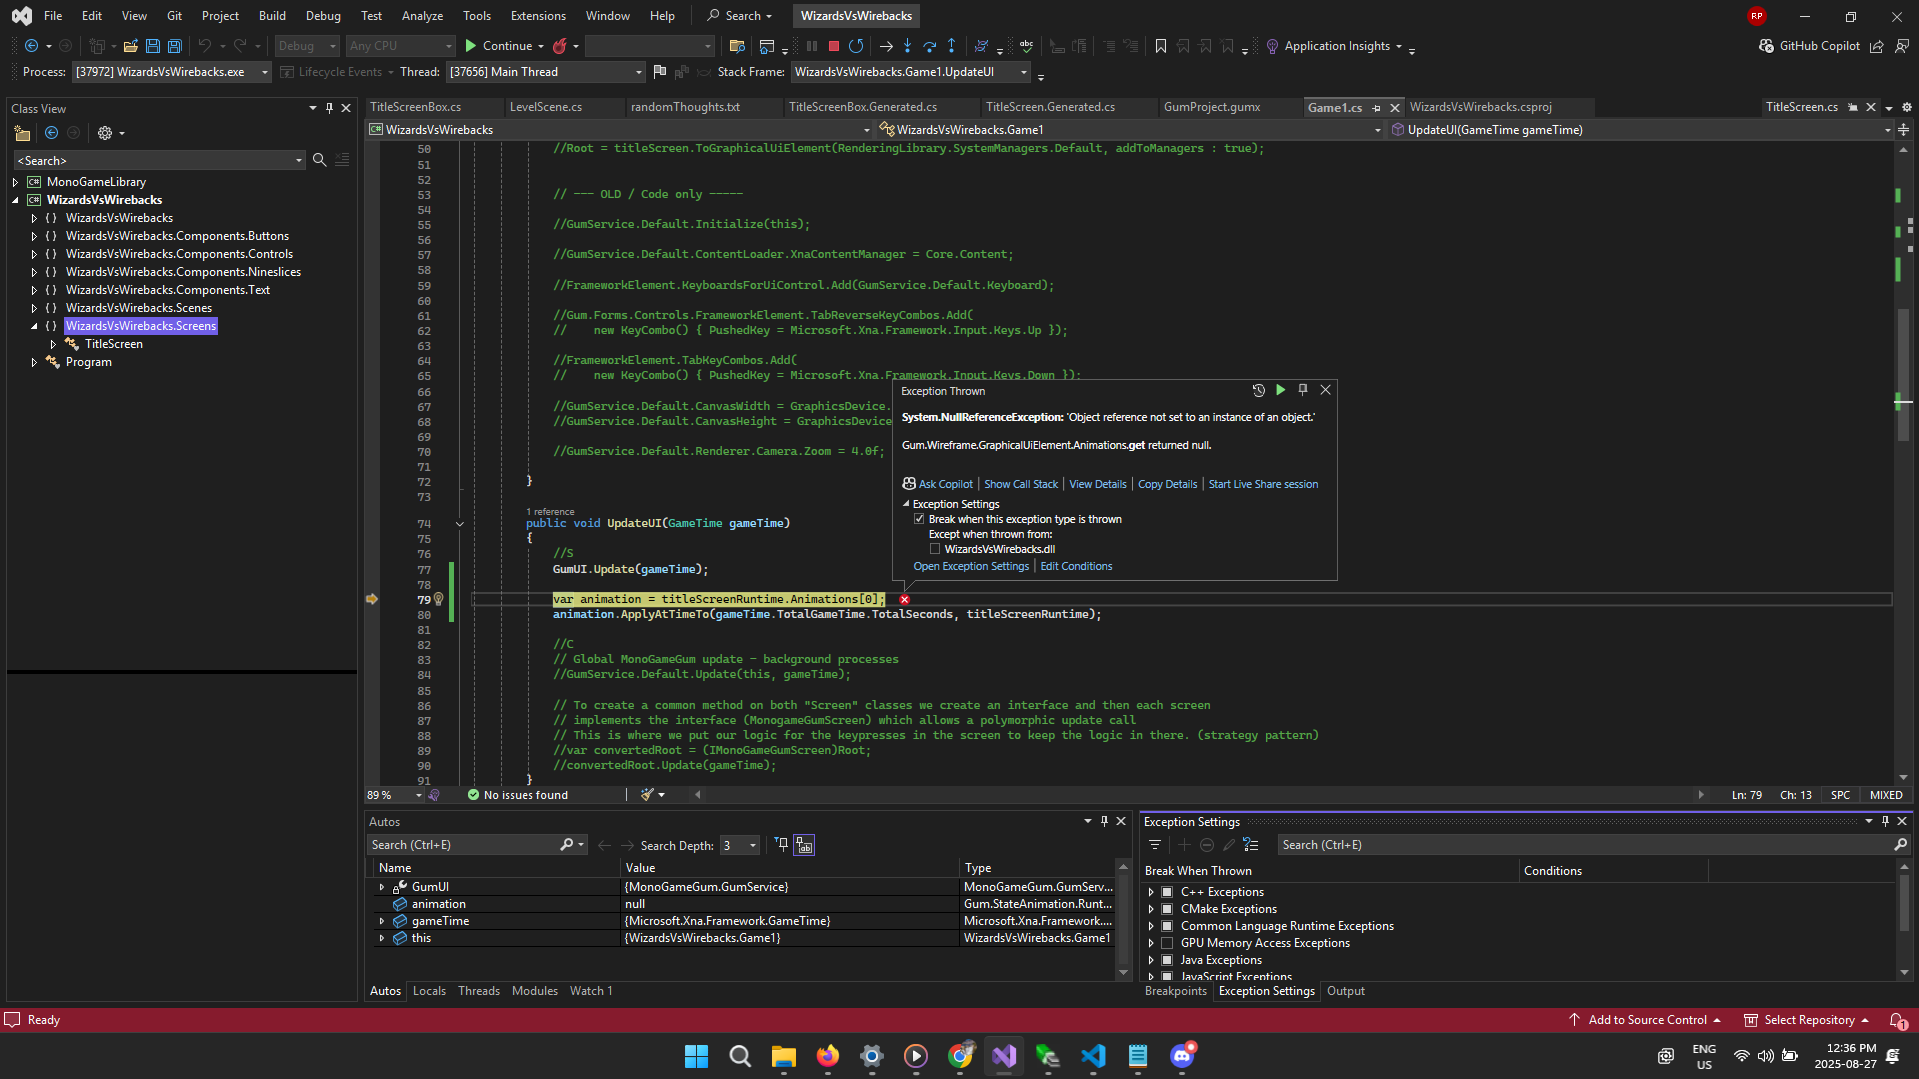 File Edit View Git Project Build Debug Test Analyze Tools Extensions Window Help Search WizardsVsWirebacks RP
Debug Any CPU Continue Application Insights GitHub Copilot
Process: [37972] WizardsVsWirebacks.exe Lifecycle Events Thread: [37656] Main Thread Stack Frame: WizardsVsWirebacks.Game1.UpdateUI
Class View
<Search>
MonoGameLibrary
WizardsVsWirebacks
WizardsVsWirebacks
WizardsVsWirebacks.Components.Buttons
WizardsVsWirebacks.Components.Controls
WizardsVsWirebacks.Components.Nineslices
WizardsVsWirebacks.Components.Text
WizardsVsWirebacks.Scenes
WizardsVsWirebacks.Screens
TitleScreen
Program
TitleScreenBox.cs LevelScene.cs randomThoughts.txt TitleScreenBox.Generated.cs TitleScreen.Generated.cs GumProject.gumx Game1.cs WizardsVsWirebacks.csproj TitleScreen.cs
WizardsVsWirebacks WizardsVsWirebacks.Game1 UpdateUI(GameTime gameTime)
50 //Root = titleScreen.ToGraphicalUiElement(RenderingLibrary.SystemManagers.Default, addToManagers : true);
51
52
53 // --- OLD / Code only -----
54
55 //GumService.Default.Initialize(this);
56
57 //GumService.Default.ContentLoader.XnaContentManager = Core.Content;
58
59 //FrameworkElement.KeyboardsForUiControl.Add(GumService.Default.Keyboard);
60
61 //Gum.Forms.Controls.FrameworkElement.TabReverseKeyCombos.Add(
62 // new KeyCombo() { PushedKey = Microsoft.Xna.Framework.Input.Keys.Up });
63
64 //FrameworkElement.TabKeyCombos.Add(
65 // new KeyCombo() { PushedKey = Microsoft.Xna.Framework.Input.Keys.Down });
66
67 //GumService.Default.CanvasWidth = GraphicsDevice.
68 //GumService.Default.CanvasHeight = GraphicsDevice
69
70 //GumService.Default.Renderer.Camera.Zoom = 4.0f;
71
72 }
73
1 reference
74 public void UpdateUI(GameTime gameTime)
75 {
76 //S
77 GumUI.Update(gameTime);
78
79 var animation = titleScreenRuntime.Animations[0];
80 animation.ApplyAtTimeTo(gameTime.TotalGameTime.TotalSeconds, titleScreenRuntime);
81
82 //C
83 // Global MonoGameGum update - background processes
84 //GumService.Default.Update(this, gameTime);
85
86 // To create a common method on both "Screen" classes we create an interface and then each screen
87 // implements the interface (MonogameGumScreen) which allows a polymorphic update call
88 // This is where we put our logic for the keypresses in the screen to keep the logic in there. (strategy pattern)
89 //var convertedRoot = (IMonoGameGumScreen)Root;
90 //convertedRoot.Update(gameTime);
91 }
Exception Thrown
System.NullReferenceException: 'Object reference not set to an instance of an object.'
Gum.Wireframe.GraphicalUiElement.Animations.get returned null.
Ask Copilot | Show Call Stack | View Details | Copy Details | Start Live Share session
Exception Settings
Break when this exception type is thrown
Except when thrown from:
WizardsVsWirebacks.dll
Open Exception Settings | Edit Conditions
89 % No issues found Ln: 79 Ch: 13 SPC MIXED
Autos
Search (Ctrl+E) Search Depth: 3
Name Value Type
GumUI {MonoGameGum.GumService} MonoGameGum.GumServ...
animation null Gum.StateAnimation.Runt...
gameTime {Microsoft.Xna.Framework.GameTime} Microsoft.Xna.Framework....
this {WizardsVsWirebacks.Game1} WizardsVsWirebacks.Game1
Autos Locals Threads Modules Watch 1
Exception Settings
Search (Ctrl+E)
Break When Thrown Conditions
C++ Exceptions
CMake Exceptions
Common Language Runtime Exceptions
GPU Memory Access Exceptions
Java Exceptions
JavaScript Exceptions
Breakpoints Exception Settings Output
Ready Add to Source Control Select Repository 1
ENG
US
12:36 PM
2025-08-27